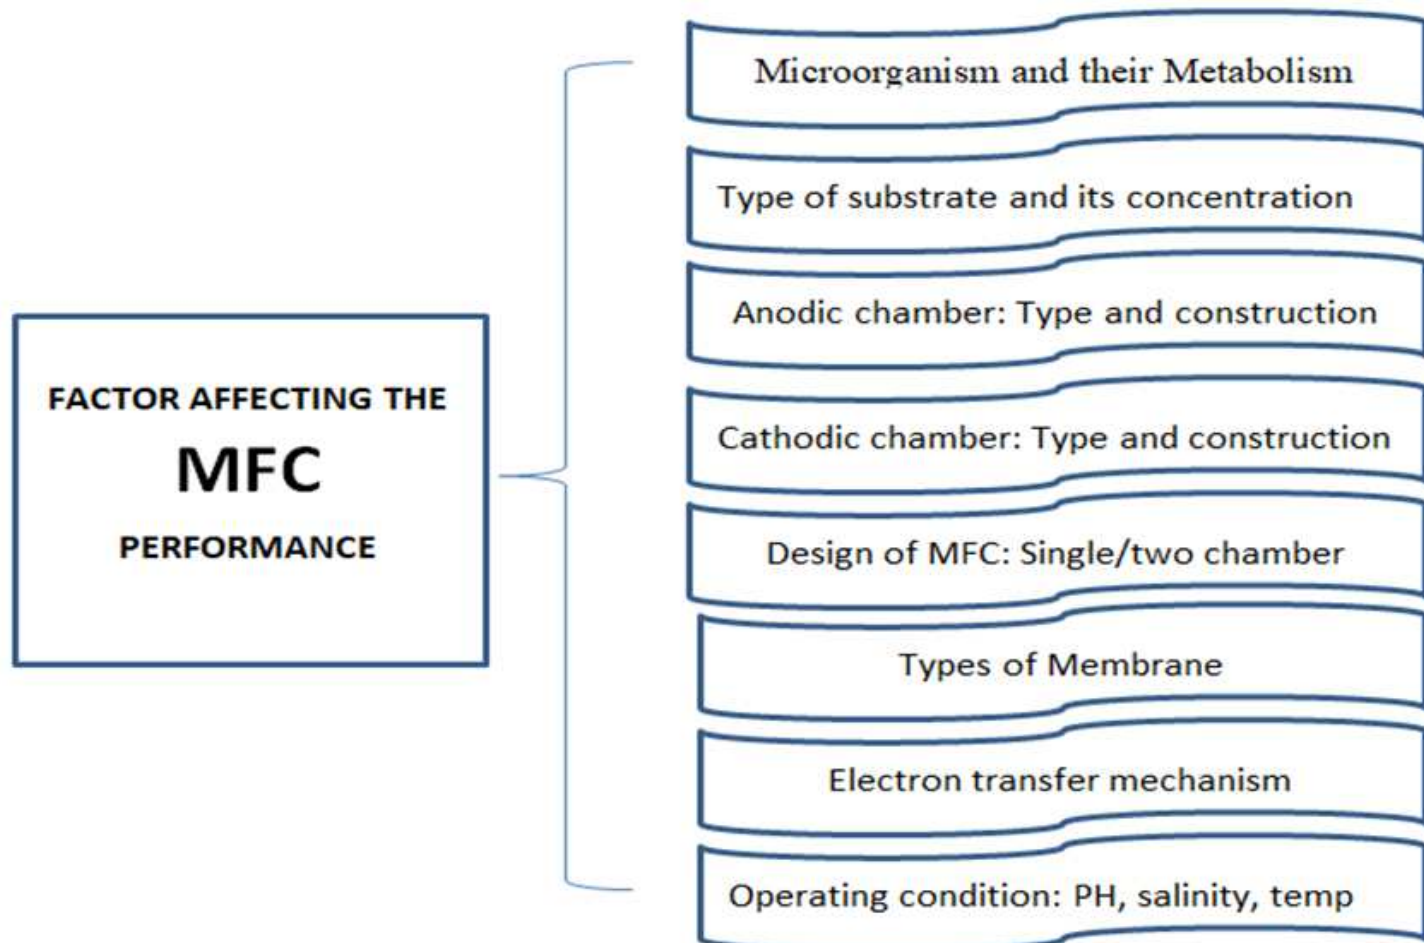 FACTOR AFFECTING THE
MFC
PERFORMANCE
Microorganism and their Metabolism
Type of substrate and its concentration
Anodic chamber: Type and construction
Cathodic chamber: Type and construction
Design of MFC: Single/two chamber
Types of Membrane
Electron transfer mechanism
Operating condition: PH, salinity, temp